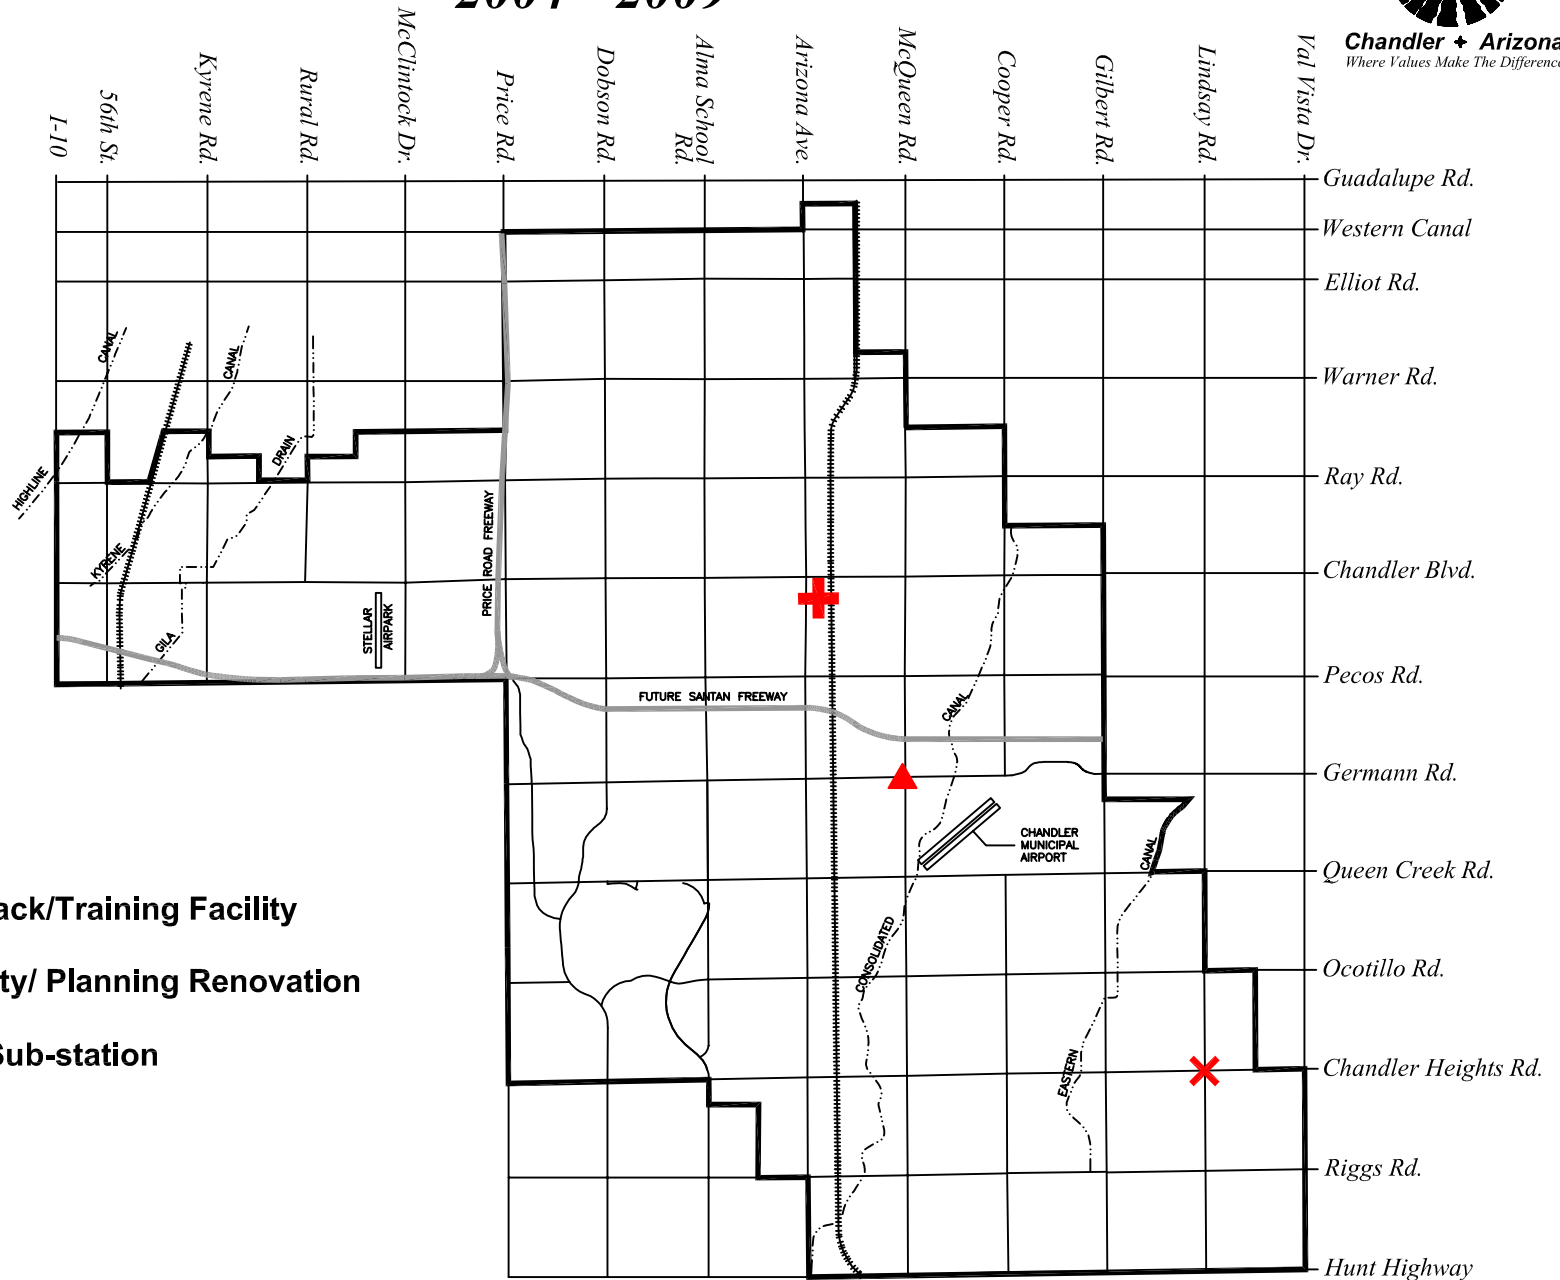 Chandler Arizona
Where Values Make The Difference
I-10
56th St.
Kyrene Rd.
Rural Rd.
McClintock Dr.
Price Rd.
Dobson Rd.
Alma School
Rd.
Arizona Ave.
McQueen Rd.
Cooper Rd.
Gilbert Rd.
Lindsay Rd.
Val Vista Dr.
Guadalupe Rd.
Western Canal
Elliot Rd.
Warner Rd.
Ray Rd.
Chandler Blvd.
Pecos Rd.
Germann Rd.
Queen Creek Rd.
Ocotillo Rd.
Chandler Heights Rd.
Riggs Rd.
Hunt Highway
CANAL
HIGHLINE
CANAL
KYRENE
DRAIN
GILA
STELLAR
AIRPARK
PRICE ROAD FREEWAY
FUTURE SANTAN FREEWAY
CANAL
CONSOLIDATED
CHANDLER
MUNICIPAL
AIRPORT
CANAL
EASTERN
ack/Training Facility
ty/ Planning Renovation
Sub-station